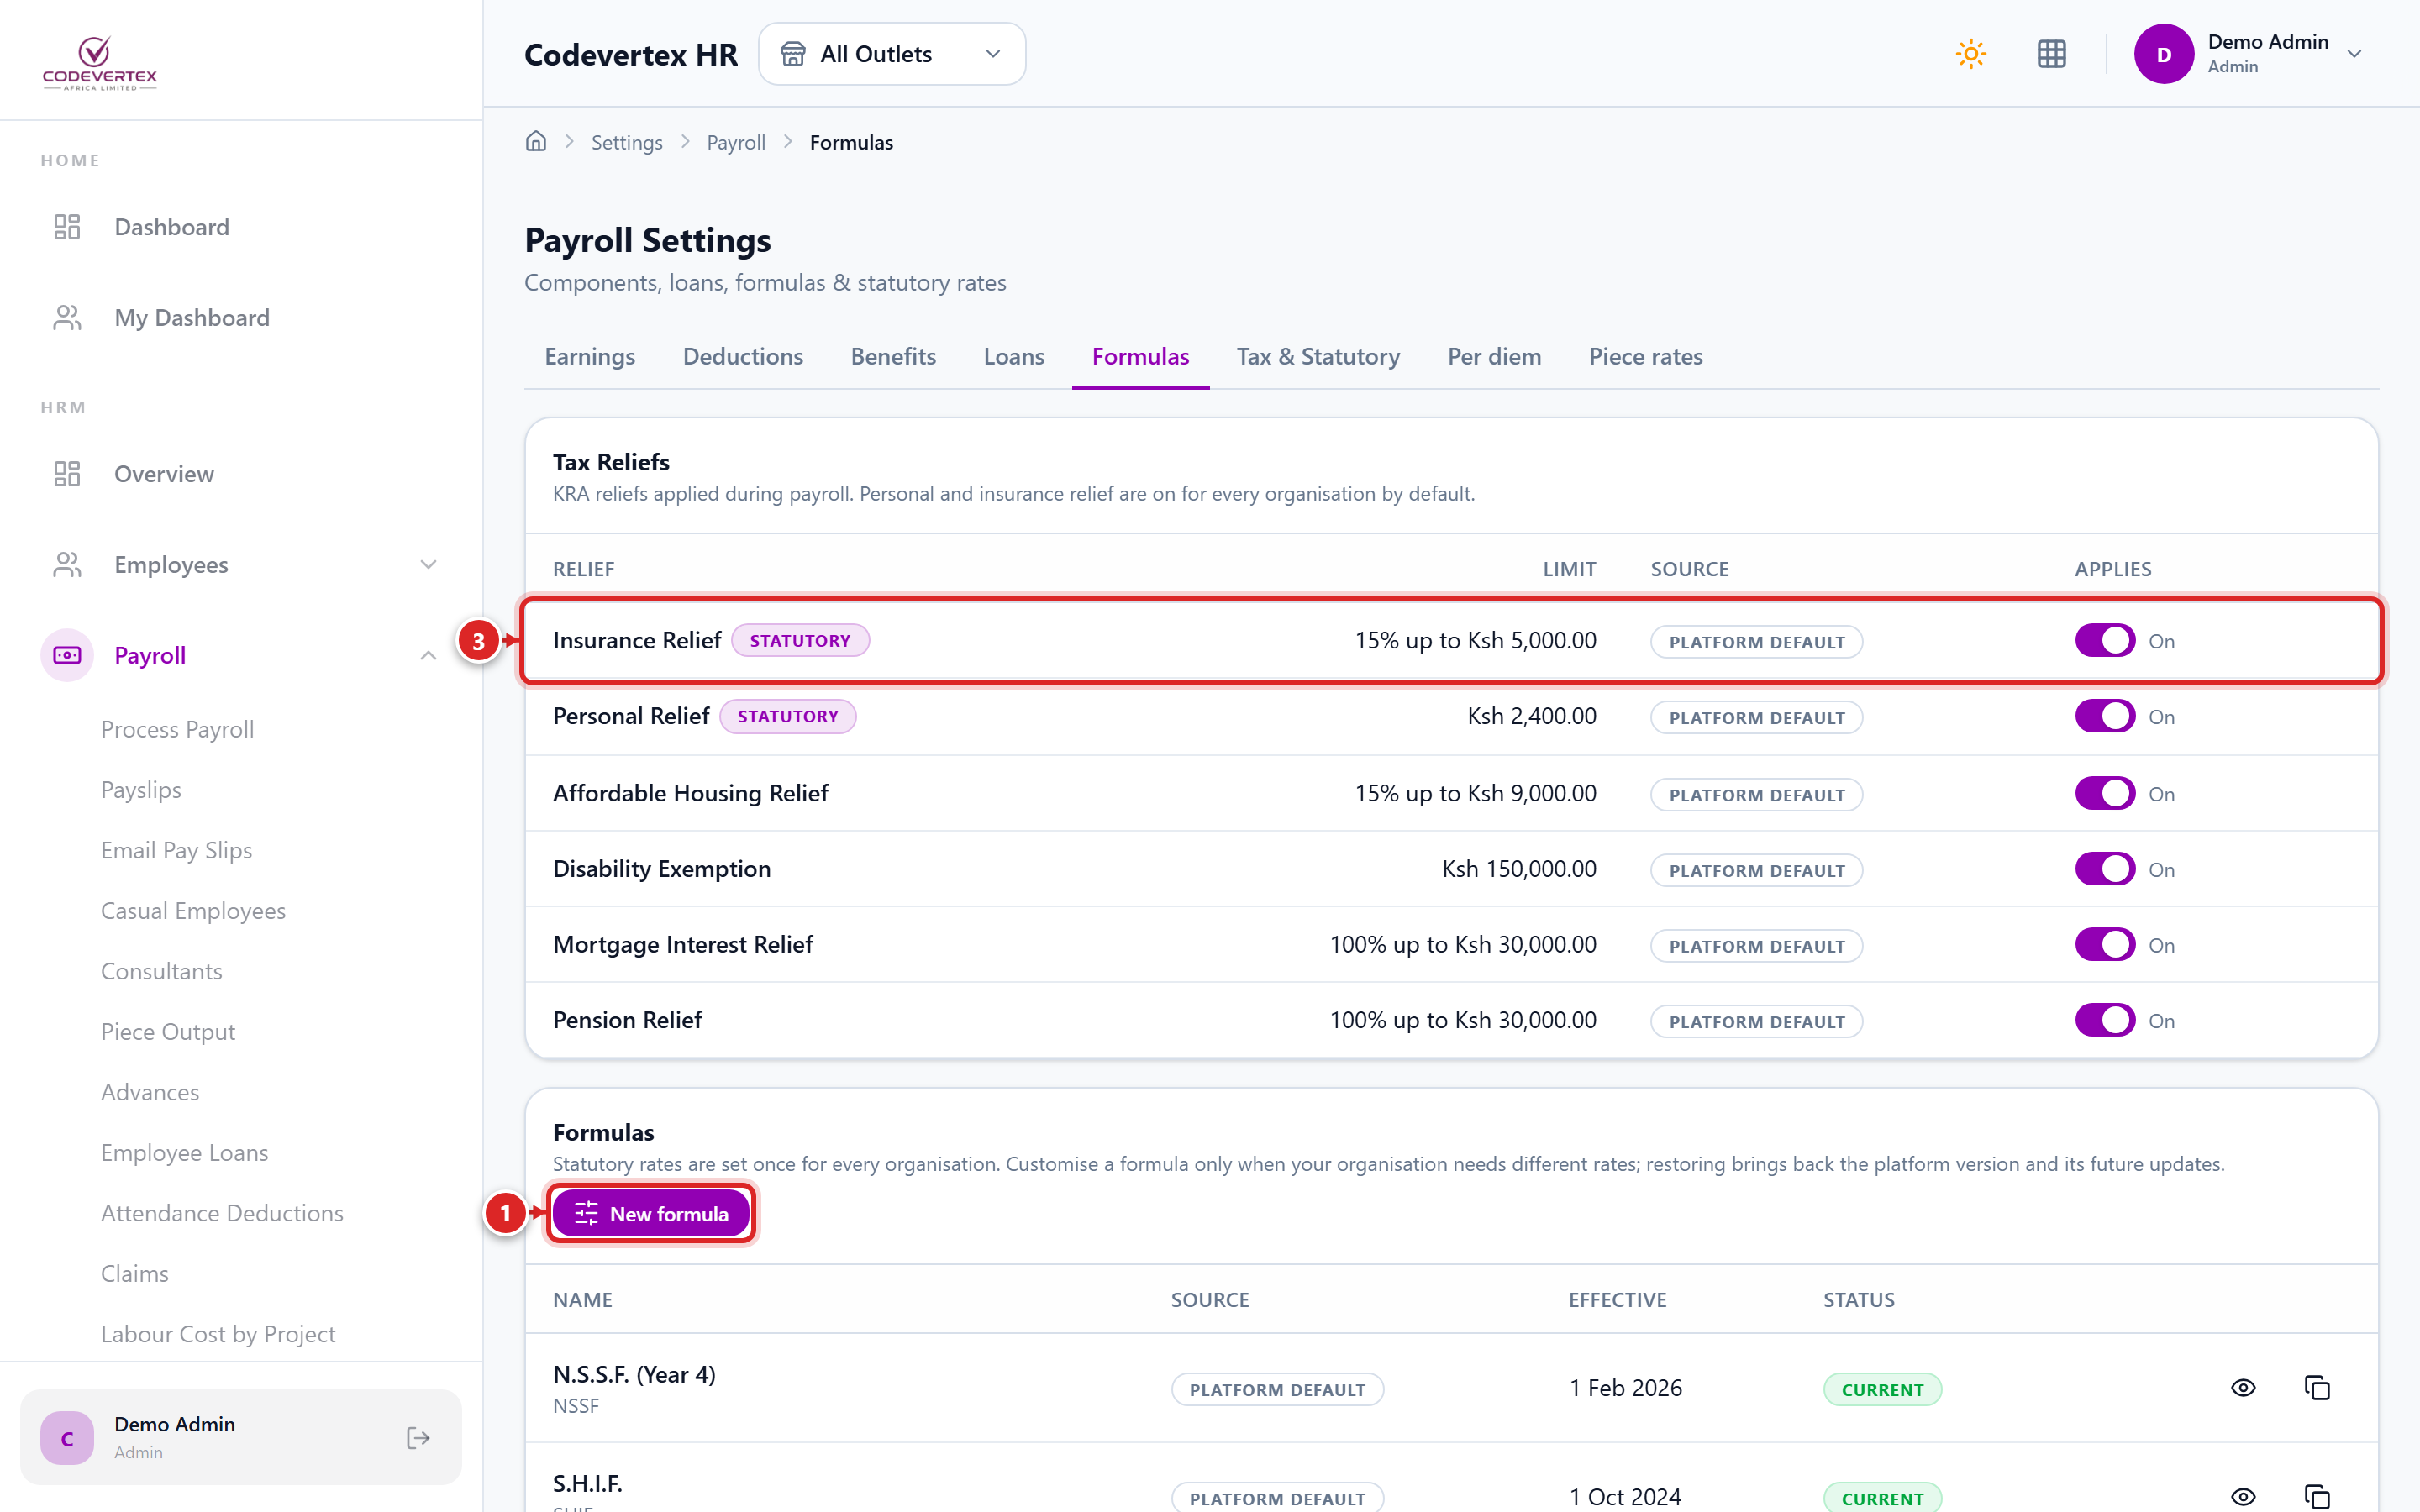 CODEVERTEX
AFRICA LIMITED
HOME
Dashboard
My Dashboard
HRM
Overview
Employees
Payroll
Process Payroll
Payslips
Email Pay Slips
Casual Employees
Consultants
Piece Output
Advances
Employee Loans
Attendance Deductions
Claims
Labour Cost by Project
C
Demo Admin
Admin
Codevertex HR
All Outlets
D
Demo Admin
Admin
Settings
Payroll
Formulas
Payroll Settings
Components, loans, formulas & statutory rates
Earnings
Deductions
Benefits
Loans
Formulas
Tax & Statutory
Per diem
Piece rates
Tax Reliefs
KRA reliefs applied during payroll. Personal and insurance relief are on for every organisation by default.
RELIEF LIMIT SOURCE APPLIES
3
Insurance Relief STATUTORY 15% up to Ksh 5,000.00 PLATFORM DEFAULT On
Personal Relief STATUTORY Ksh 2,400.00 PLATFORM DEFAULT On
Affordable Housing Relief 15% up to Ksh 9,000.00 PLATFORM DEFAULT On
Disability Exemption Ksh 150,000.00 PLATFORM DEFAULT On
Mortgage Interest Relief 100% up to Ksh 30,000.00 PLATFORM DEFAULT On
Pension Relief 100% up to Ksh 30,000.00 PLATFORM DEFAULT On
Formulas
Statutory rates are set once for every organisation. Customise a formula only when your organisation needs different rates; restoring brings back the platform version and its future updates.
1
New formula
NAME SOURCE EFFECTIVE STATUS
N.S.S.F. (Year 4)
NSSF
PLATFORM DEFAULT 1 Feb 2026 CURRENT
S.H.I.F.
PLATFORM DEFAULT 1 Oct 2024 CURRENT